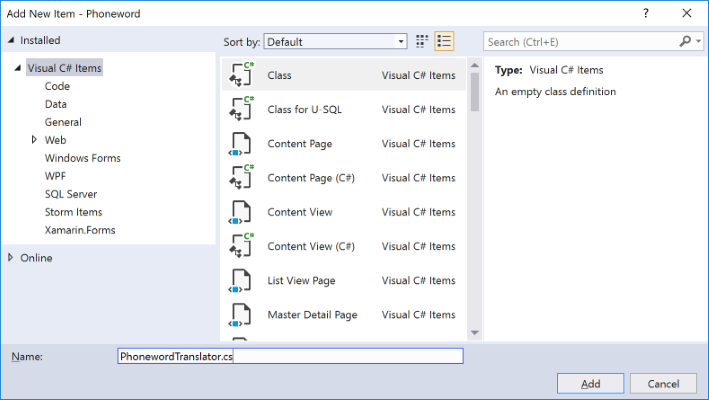 Add New Item - Phoneword
? ×
Installed
Sort by: Default
Search (Ctrl+E)
Visual C# Items
Code
Data
General
Web
Windows Forms
WPF
SQL Server
Storm Items
Xamarin.Forms
Online
C# Class Visual C# Items
C# Class for U-SQL Visual C# Items
Content Page Visual C# Items
C# Content Page (C#) Visual C# Items
Content View Visual C# Items
C# Content View (C#) Visual C# Items
List View Page Visual C# Items
Master Detail Page Visual C# Items
Type: Visual C# Items
An empty class definition
Name: PhonewordTranslator.cs
Add Cancel